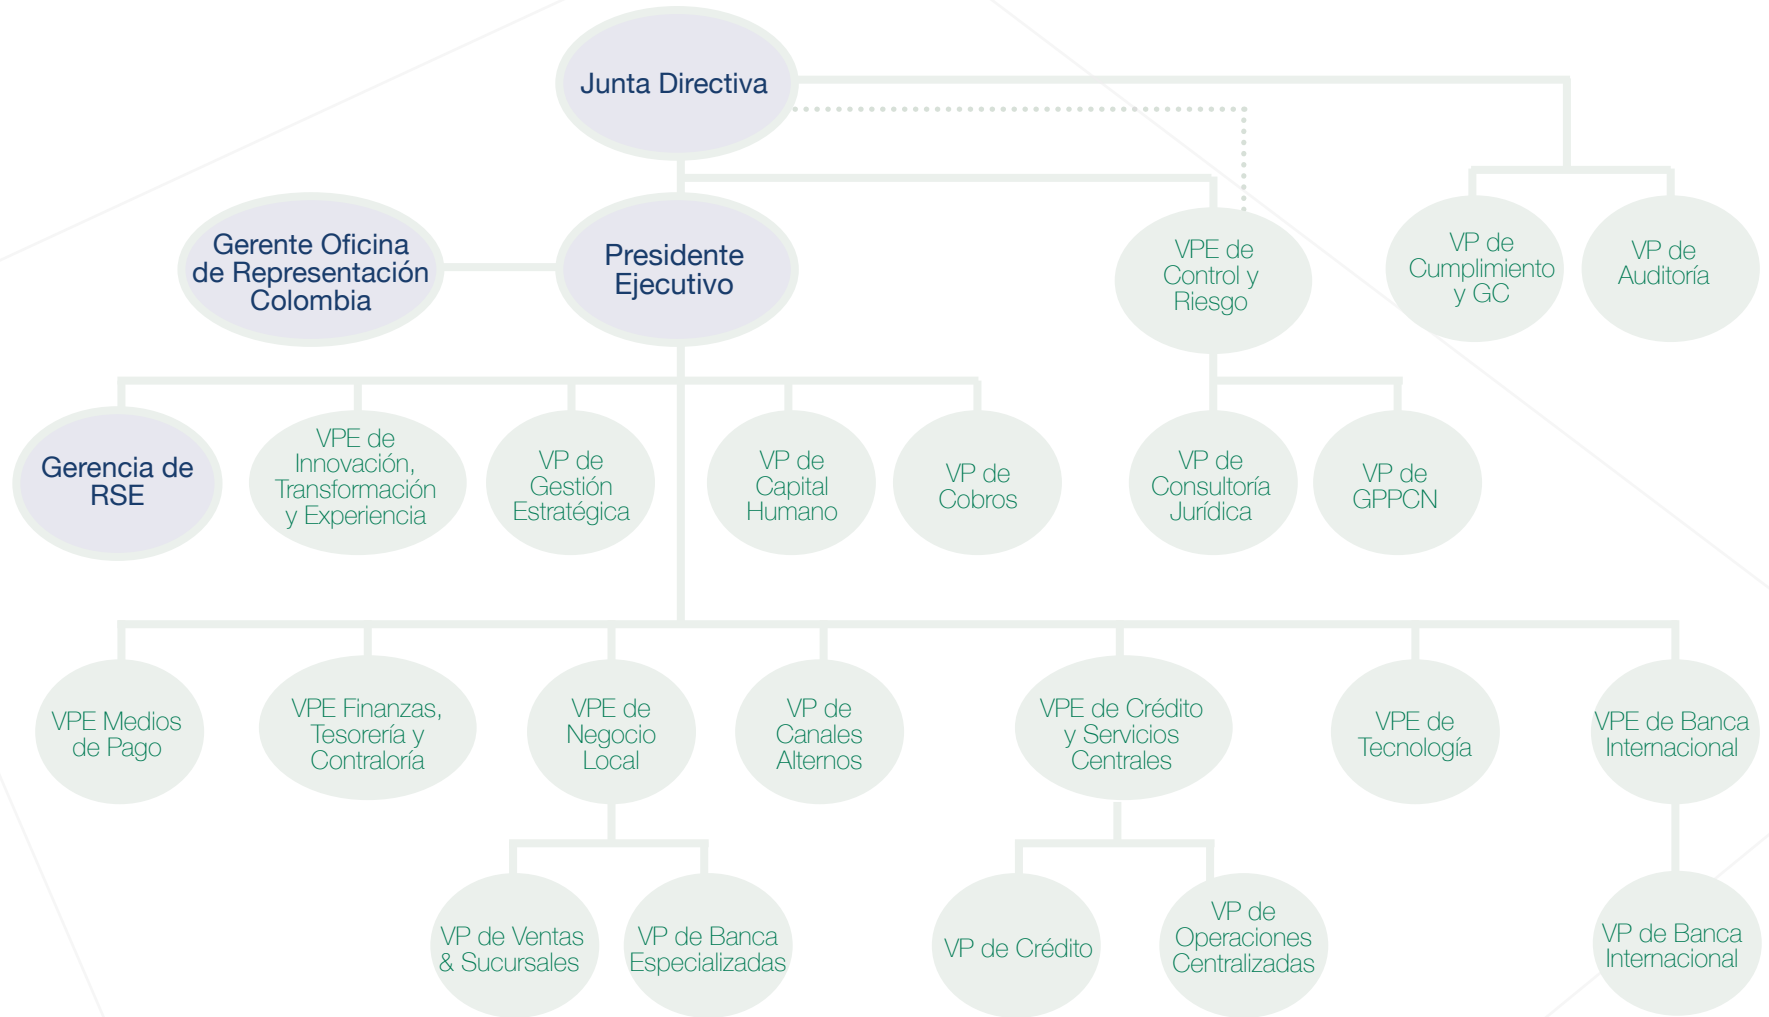 Junta Directiva
Gerente Oficina
de Representación
Colombia
Presidente
Ejecutivo
VPE de
Control y
Riesgo
VP de
Cumplimiento
y GC
VP de
Auditoría
Gerencia de
RSE
VPE de
Innovación,
Transformación
y Experiencia
VP de
Gestión
Estratégica
VP de
Capital
Humano
VP de
Cobros
VP de
Consultoría
Jurídica
VP de
GPPCN
VPE Medios
de Pago
VPE Finanzas,
Tesorería y
Contraloría
VPE de
Negocio
Local
VP de
Canales
Alternos
VPE de Crédito
y Servicios
Centrales
VPE de
Tecnología
VPE de Banca
Internacional
VP de Ventas
& Sucursales
VP de Banca
Especializadas
VP de Crédito
VP de
Operaciones
Centralizadas
VP de Banca
Internacional